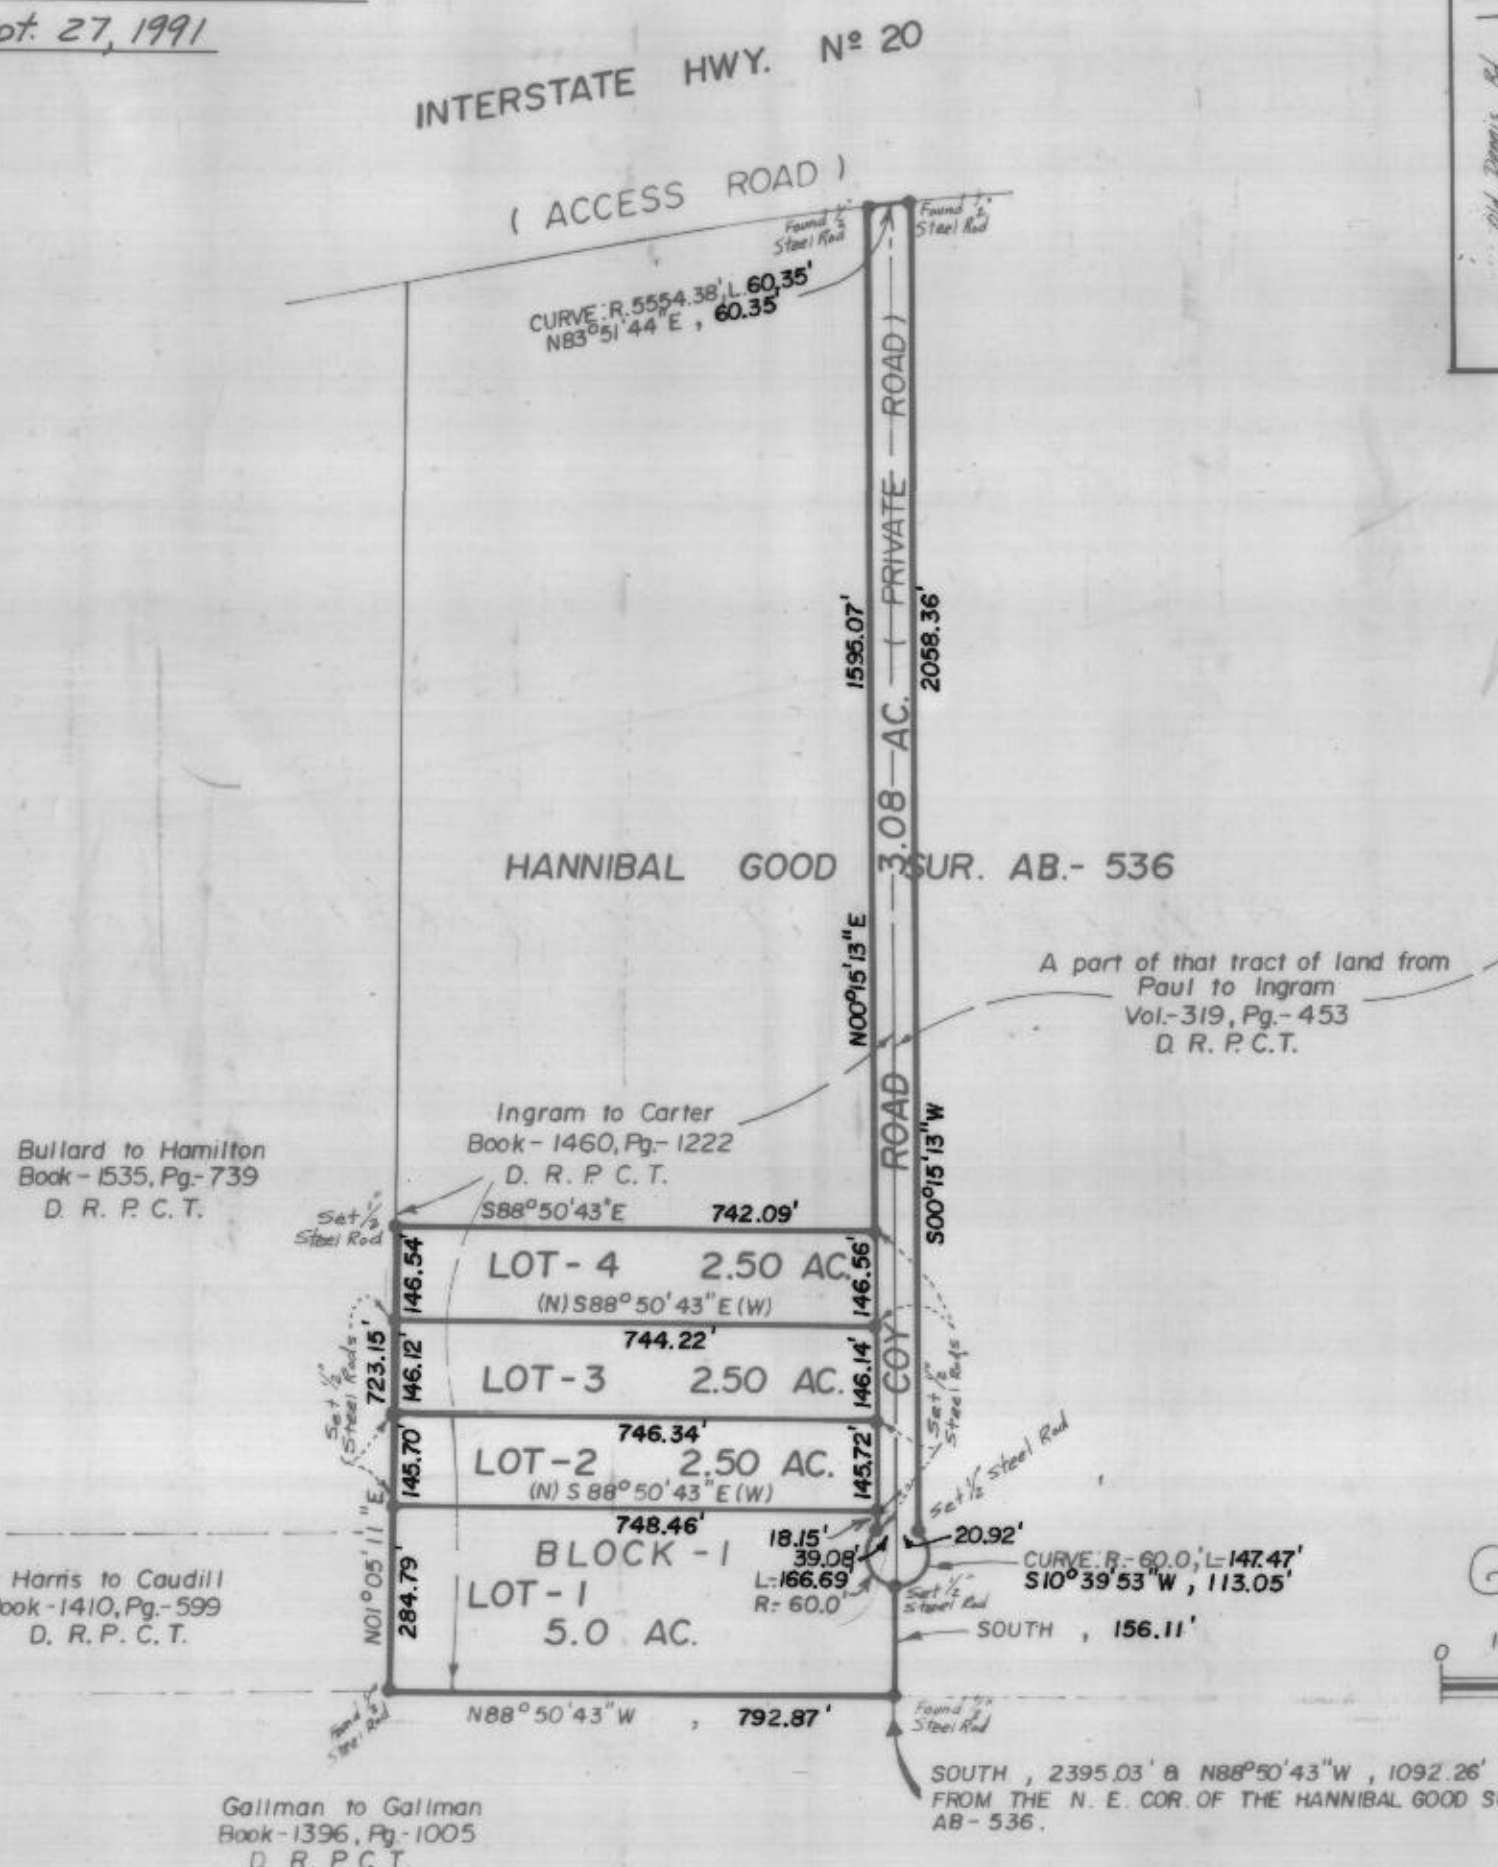 pt. 27, 1991
INTERSTATE HWY. Nº 20
( ACCESS ROAD )
Old Dennis Rd
Found 1/2"
Steel Rod
Found 1/2"
Steel Rod
CURVE: R. 5554.38', L. 60.35'
N83°51'44"E , 60.35'
COY ROAD 3.08 AC. ( PRIVATE ROAD )
1595.07'
2058.36'
HANNIBAL GOOD SUR. AB.- 536
N00°15'13"E
S00°15'13"W
A part of that tract of land from
Paul to Ingram
Vol.-319, Pg.-453
D. R. P. C. T.
Ingram to Carter
Book-1460, Pg.-1222
D. R. P. C. T.
Bullard to Hamilton
Book-1535, Pg.-739
D. R. P. C. T.
Set 1/2"
Steel Rod
S88°50'43"E 742.09'
146.54'
LOT-4 2.50 AC.
146.56'
(N) S88°50'43"E (W)
744.22'
723.15'
146.12'
LOT-3 2.50 AC.
146.14'
Set 1/2"
Steel Rods
Set 1/2"
Steel Rods
746.34'
145.70'
LOT-2 2.50 AC.
145.72'
(N) S88°50'43"E (W)
Set 1/2" Steel Rod
748.46'
N01°05'11"E
18.15'
20.92'
BLOCK-1
39.08'
L-166.69'
R- 60.0'
CURVE: R.-60.0', L-147.47'
S10°39'53"W , 113.05'
Harris to Caudill
ook-1410, Pg.-599
D. R. P. C. T.
284.79'
LOT-1
5.0 AC.
Set 1/2"
Steel Rod
SOUTH , 156.11'
0
N88°50'43"W , 792.87'
Steel Rod
Found 1/2"
Steel Rod
SOUTH , 2395.03' & N88°50'43"W , 1092.26'
FROM THE N. E. COR. OF THE HANNIBAL GOOD S
AB-536.
Gallman to Gallman
Book-1396, Pg.-1005
D. R. P. C. T.